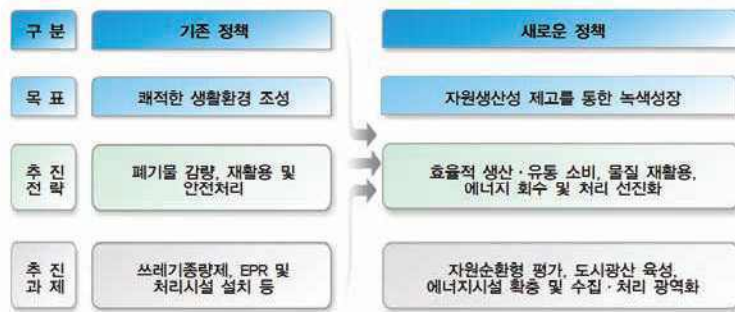 구 분
기존 정책
새로운 정책
목 표
쾌적한 생활환경 조성
자원생산성 제고를 통한 녹색성장
추 진
전 략
폐기물 감량, 재활용 및
안전처리
효율적 생산 · 유통 소비, 물질 재활용,
에너지 회수 및 처리 선진화
추 진
과 제
쓰레기종량제, EPR 및
처리시설 설치 등
자원순환형 평가, 도시광산 육성,
에너지시설 확충 및 수집 · 처리 광역화